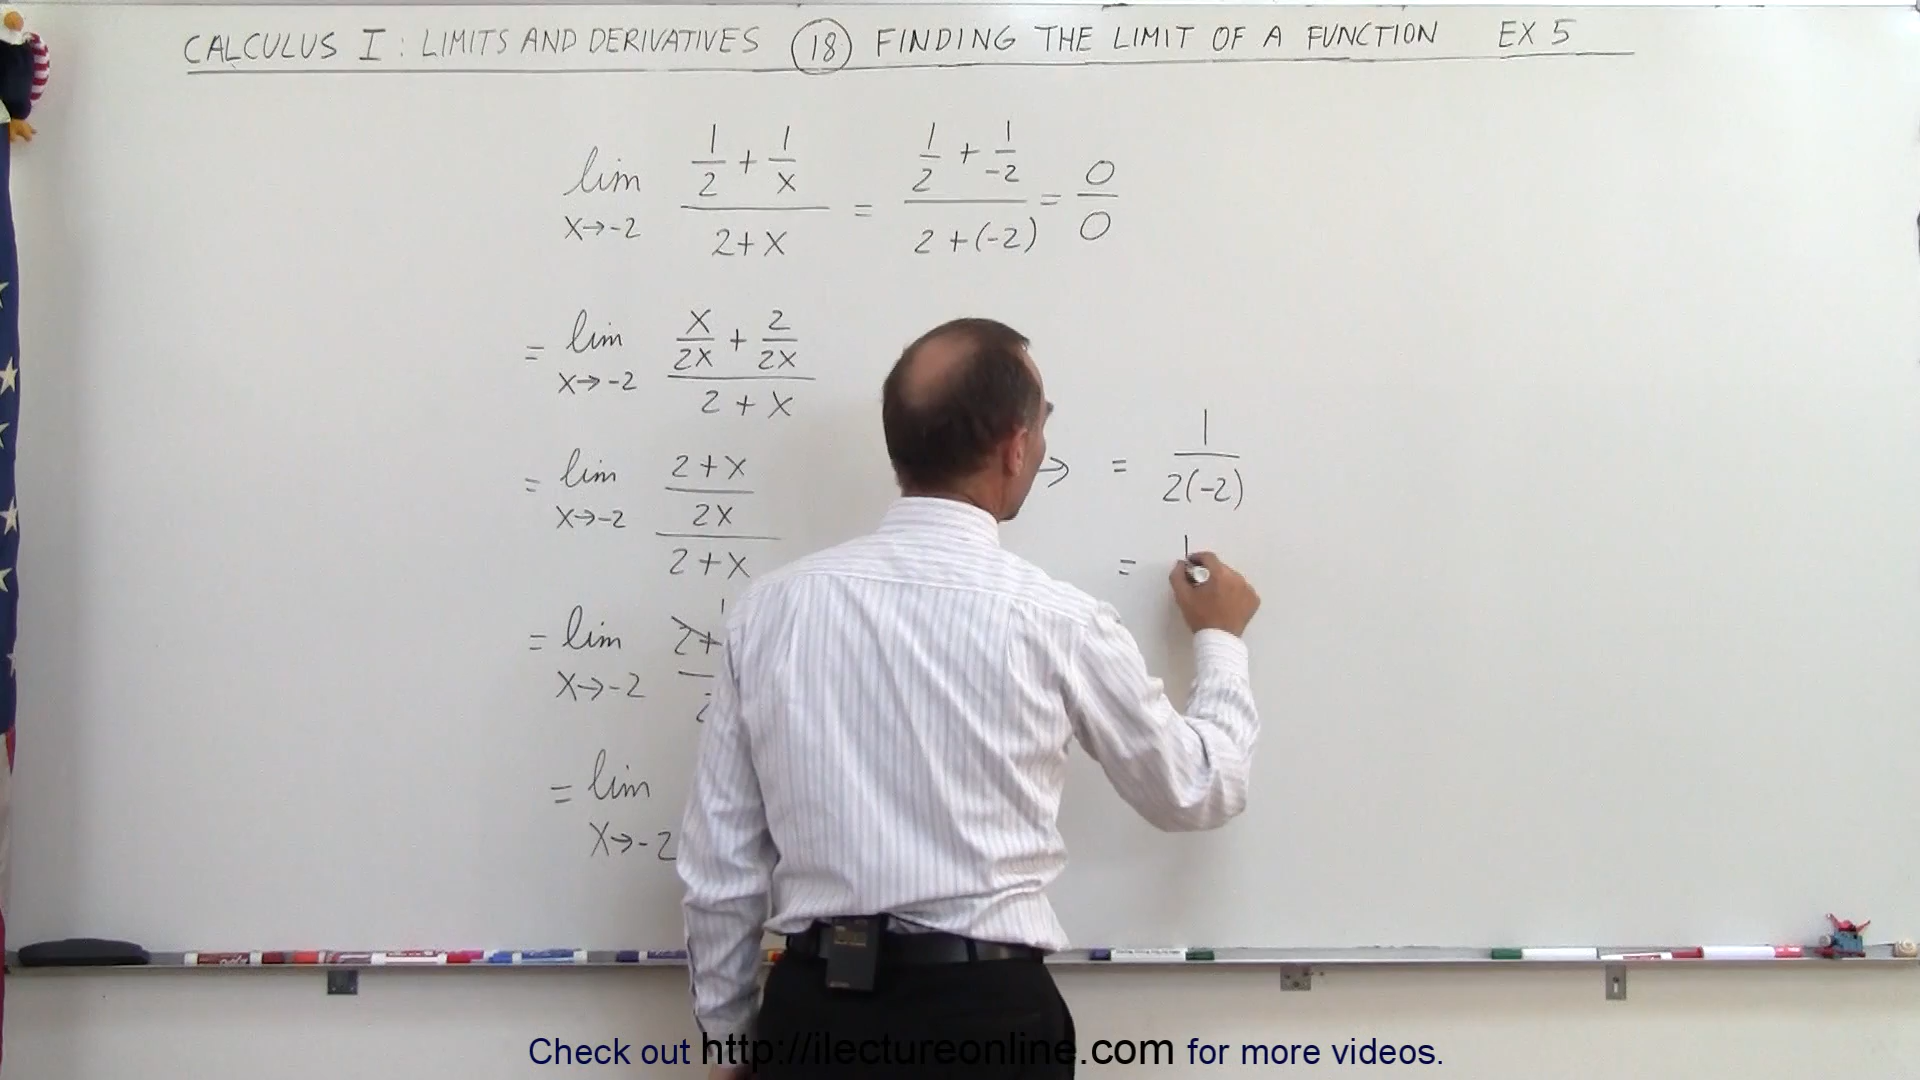 CALCULUS I: LIMITS AND DERIVATIVES (18) FINDING THE LIMIT OF A FUNCTION EX 5
lim x→-2 (1/2 + 1/x)/(2+x) = (1/2 + 1/-2)/(2+(-2)) = 0/0
= lim x→-2 (x/2x + 2/2x)/(2+x)
= lim x→-2 ((2+x)/2x)/(2+x)
→ = 1/2(-2)
= 1
= lim x→-2 2+
= lim x→-2
Check out http://ilectureonline.com for more videos.